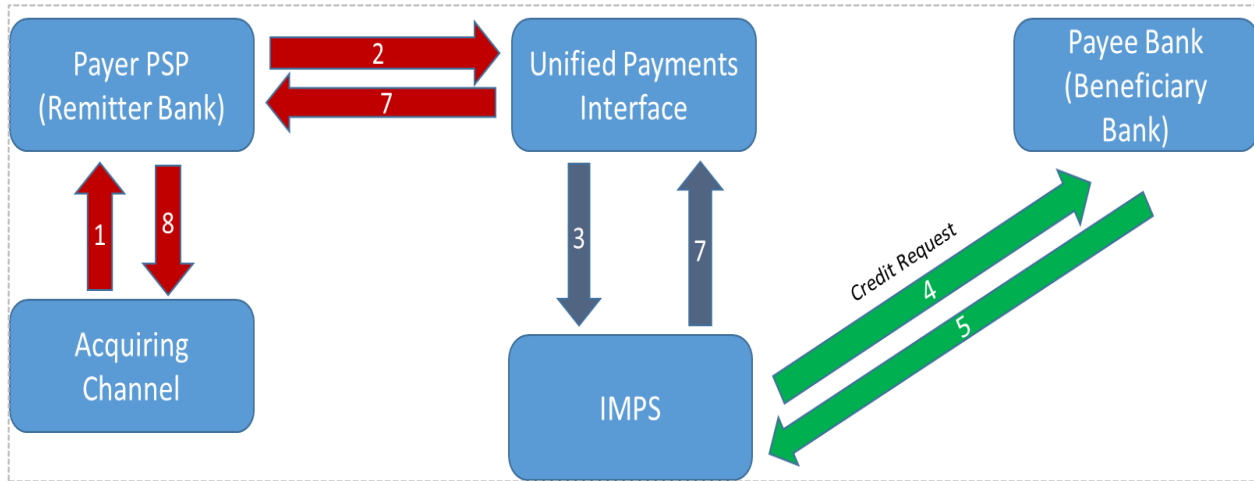 Payer PSP
(Remitter Bank)
2
7
Unified Payments
Interface
Payee Bank
(Beneficiary
Bank)
1
8
3
7
Credit Request
4
5
Acquiring
Channel
IMPS